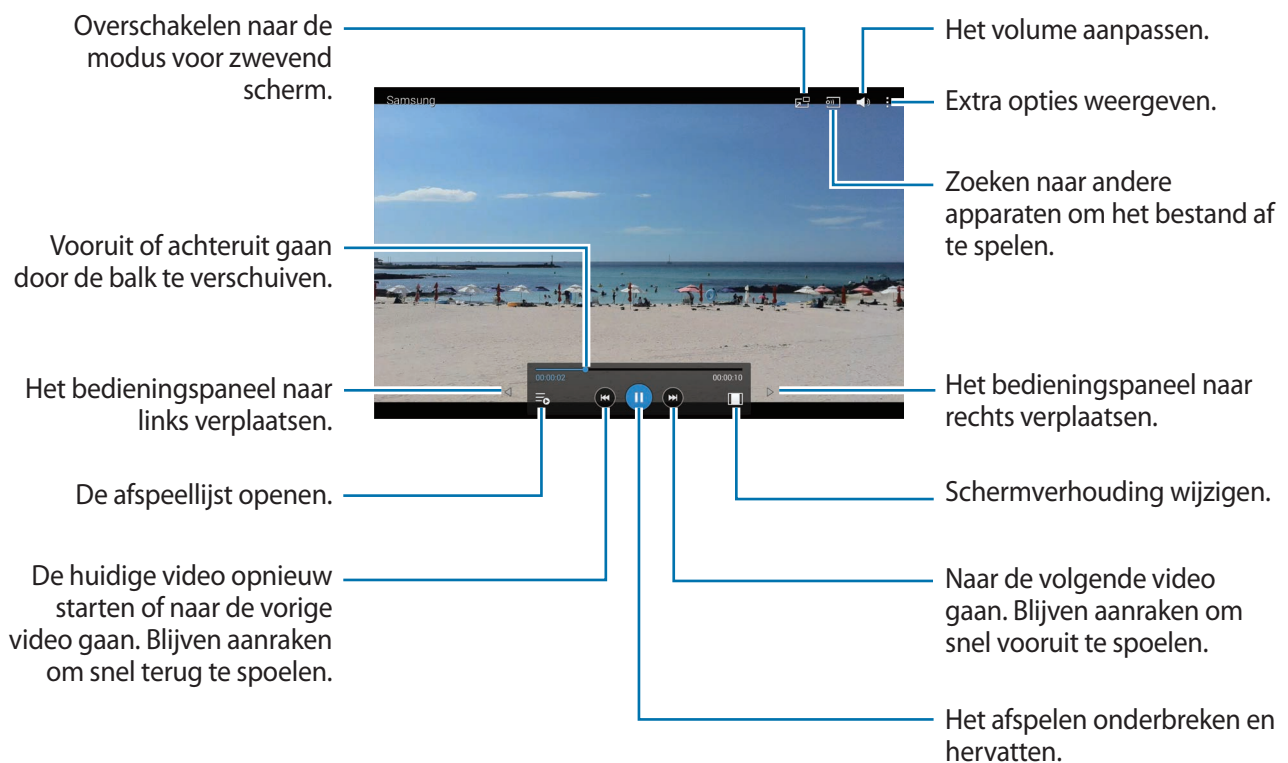 Overschakelen naar de
modus voor zwevend
scherm.
Het volume aanpassen.
Samsung
Extra opties weergeven.
Zoeken naar andere
apparaten om het bestand af
te spelen.
Vooruit of achteruit gaan
door de balk te verschuiven.
00:00:02
00:00:10
Het bedieningspaneel naar
links verplaatsen.
Het bedieningspaneel naar
rechts verplaatsen.
De afspeellijst openen.
Schermverhouding wijzigen.
De huidige video opnieuw
starten of naar de vorige
video gaan. Blijven aanraken
om snel terug te spoelen.
Naar de volgende video
gaan. Blijven aanraken om
snel vooruit te spoelen.
Het afspelen onderbreken en
hervatten.